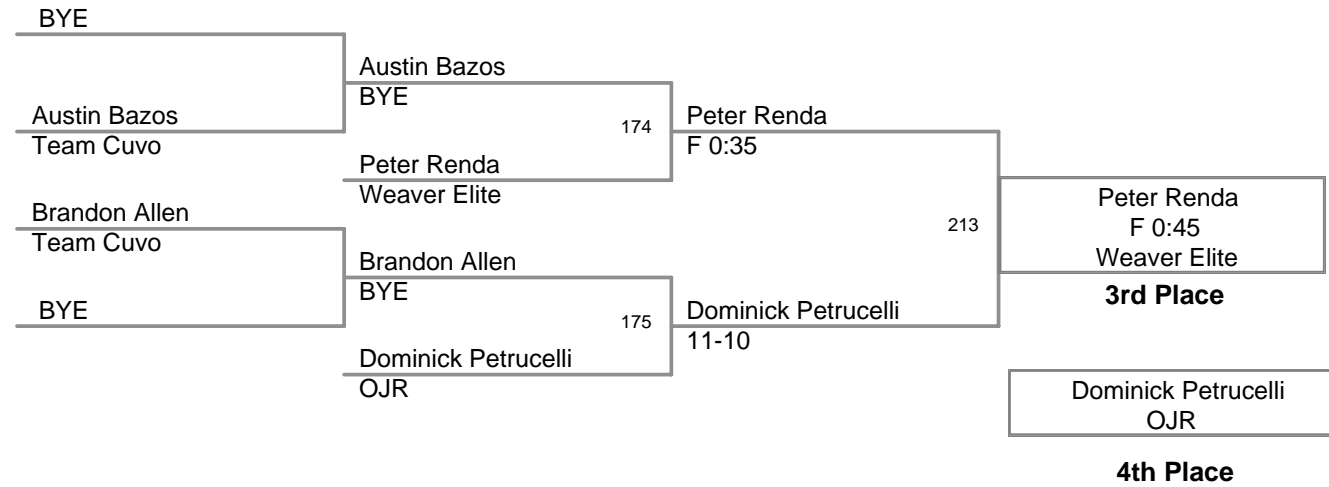 BYE
Austin Bazos
BYE
Austin Bazos
Team Cuvo
174
Peter Renda
F 0:35
Peter Renda
Weaver Elite
Brandon Allen
Team Cuvo
213
Peter Renda
F 0:45
Weaver Elite
3rd Place
Brandon Allen
BYE
BYE
175
Dominick Petrucelli
11-10
Dominick Petrucelli
OJR
Dominick Petrucelli
OJR
4th Place